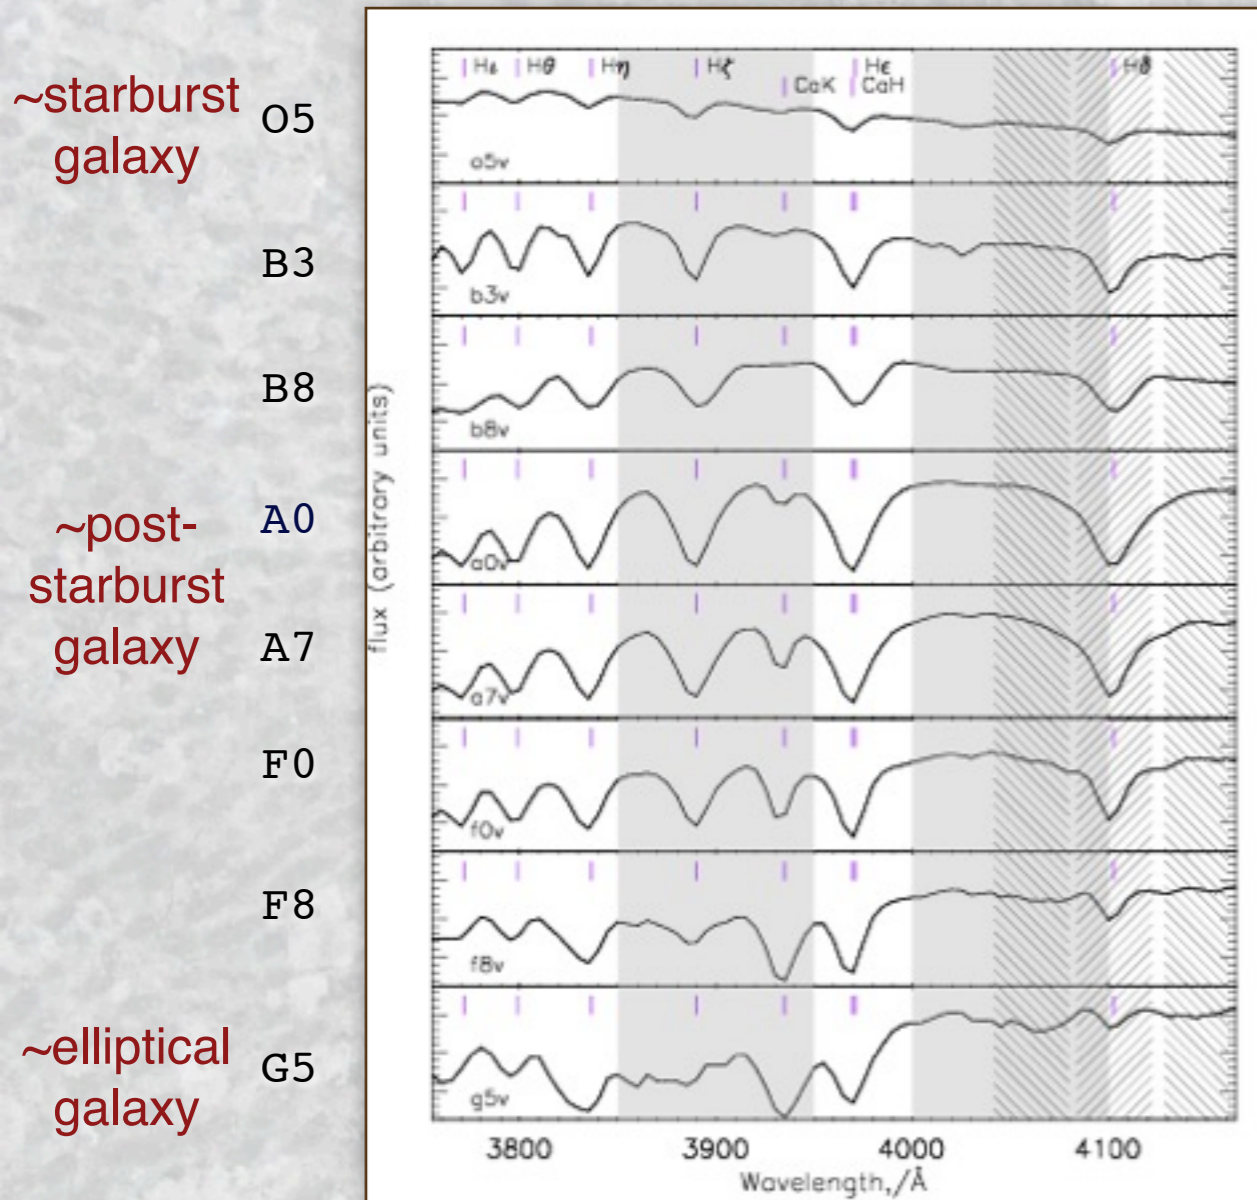 ~starburst
galaxy
O5
B3
B8
~post-
starburst
galaxy
A0
A7
F0
F8
~elliptical
galaxy
G5
Hι Hθ Hη Hζ Hε Hδ
CaK CaH
o5v
b3v
b8v
a0v
a7v
f0v
f8v
g5v
flux (arbitrary units)
3800 3900 4000 4100
Wavelength,/Å